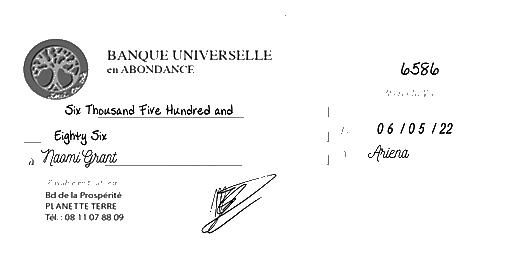 BANQUE UNIVERSELLE
en ABONDANCE
6586
Six Thousand Five Hundred and
Eighty Six
06/05/22
à Naomi Grant
Ariena
Bd de la Prospérité
PLANETTE TERRE
Tél. : 08 11 07 88 09